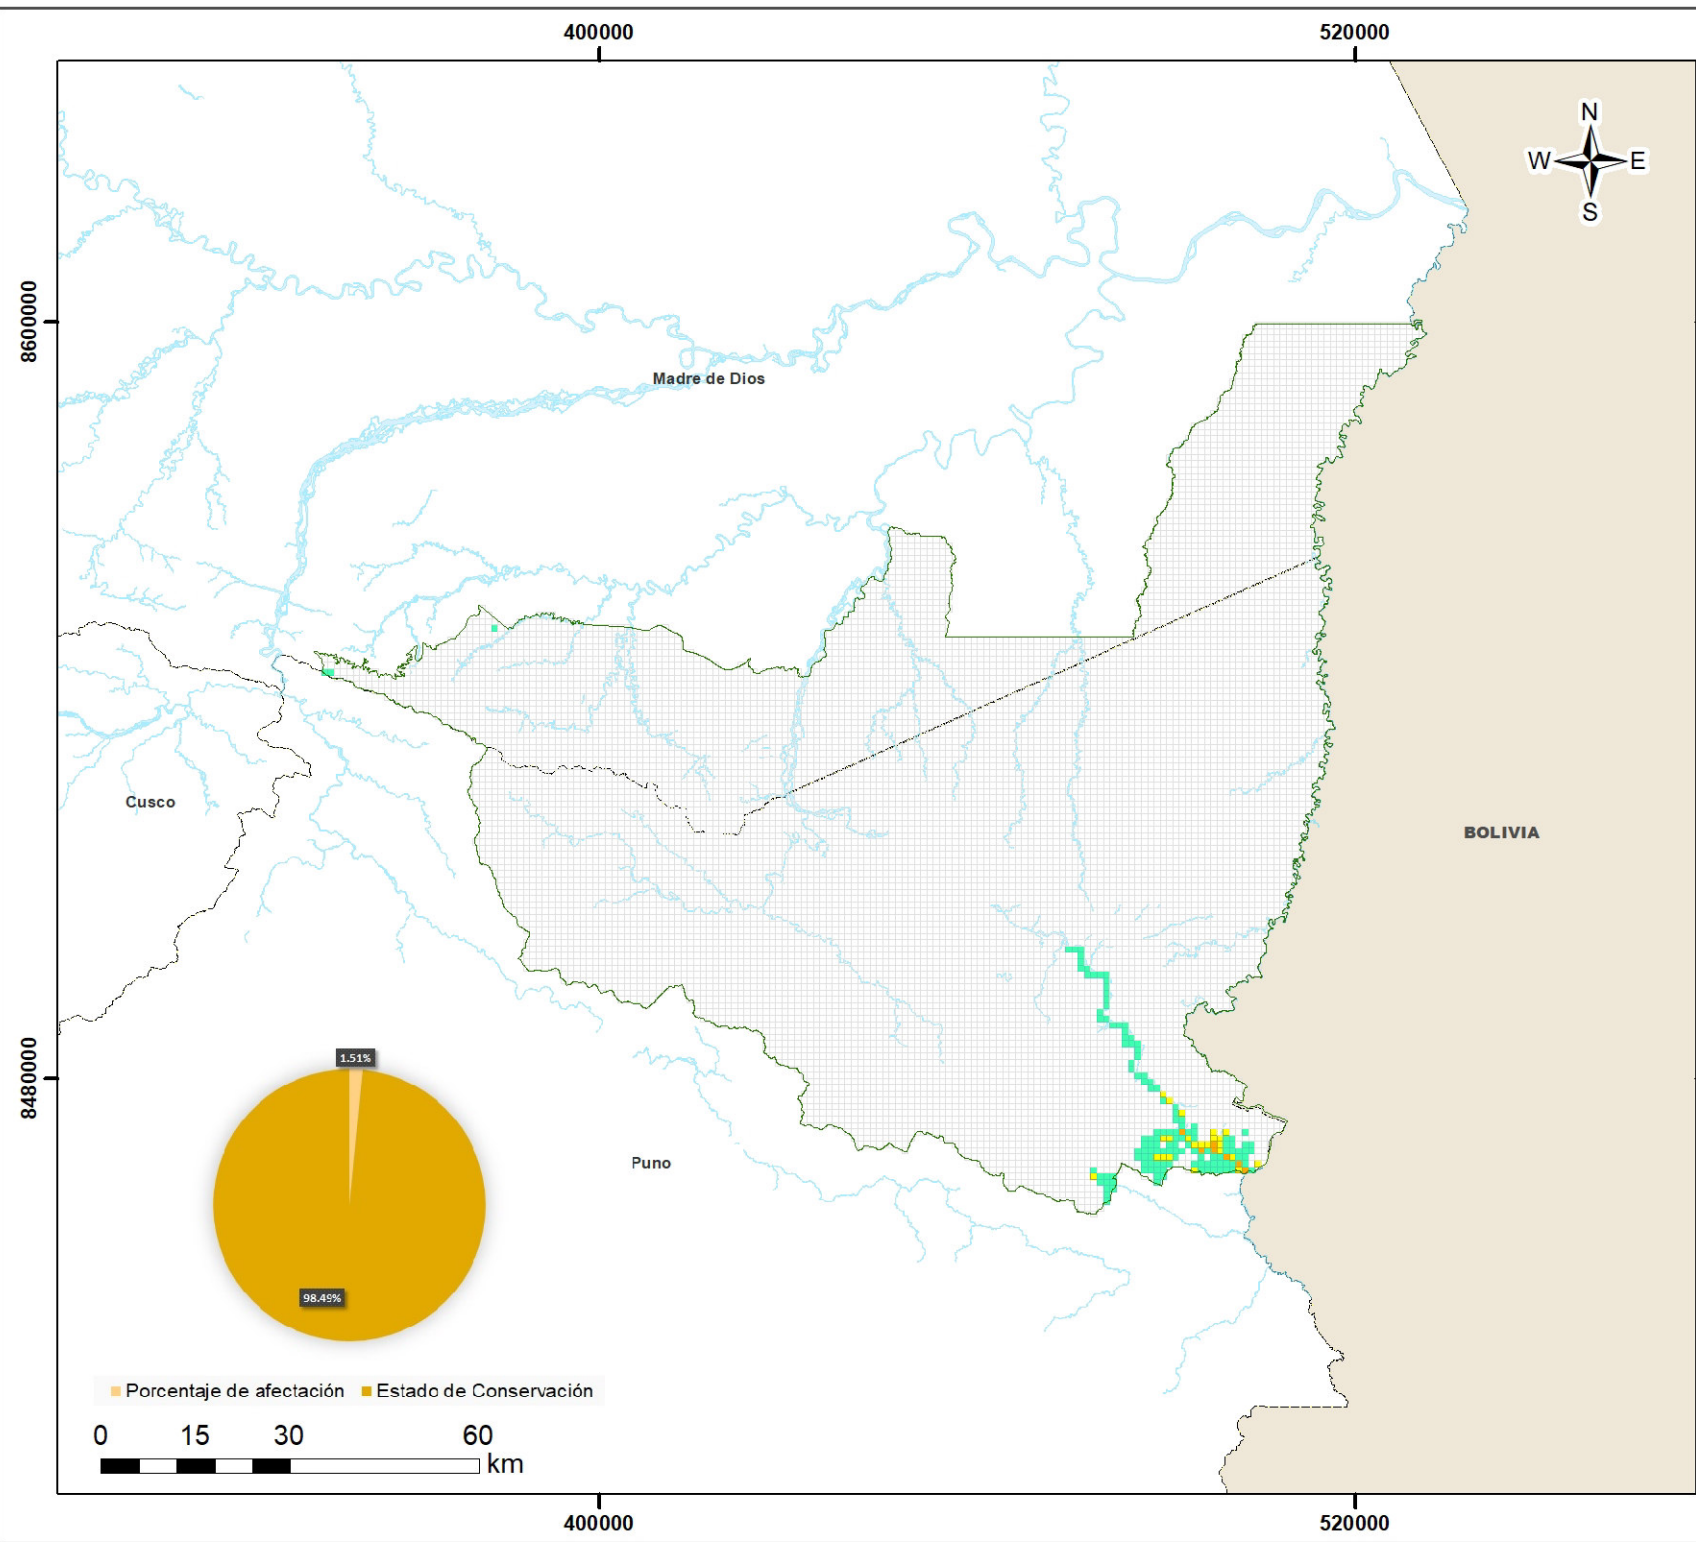 400000
520000
N
W
E
S
8600000
Madre de Dios
Cusco
BOLIVIA
8480000
1.51%
Puno
98.49%
Porcentaje de afectación
Estado de Conservación
0
15
30
60
km
400000
520000